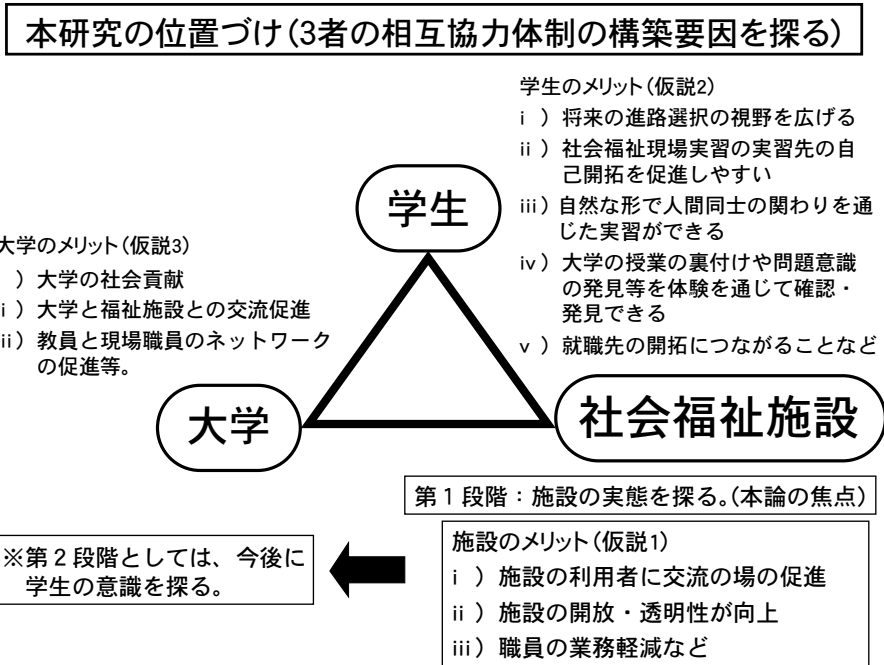 本研究の位置づけ(3者の相互協力体制の構築要因を探る)
学生のメリット(仮説2)
ⅰ）将来の進路選択の視野を広げる
ⅱ）社会福祉現場実習の実習先の自
己開拓を促進しやすい
ⅲ）自然な形で人間同士の関わりを通
じた実習ができる
ⅳ）大学の授業の裏付けや問題意識
の発見等を体験を通じて確認・
発見できる
ⅴ）就職先の開拓につながることなど
学生
大学のメリット(仮説3)
）大学の社会貢献
ⅰ）大学と福祉施設との交流促進
ⅱ）教員と現場職員のネットワーク
の促進等。
大学
社会福祉施設
第1段階：施設の実態を探る。(本論の焦点)
施設のメリット(仮説1)
ⅰ）施設の利用者に交流の場の促進
ⅱ）施設の開放・透明性が向上
ⅲ）職員の業務軽減など
※第2段階としては、今後に
学生の意識を探る。